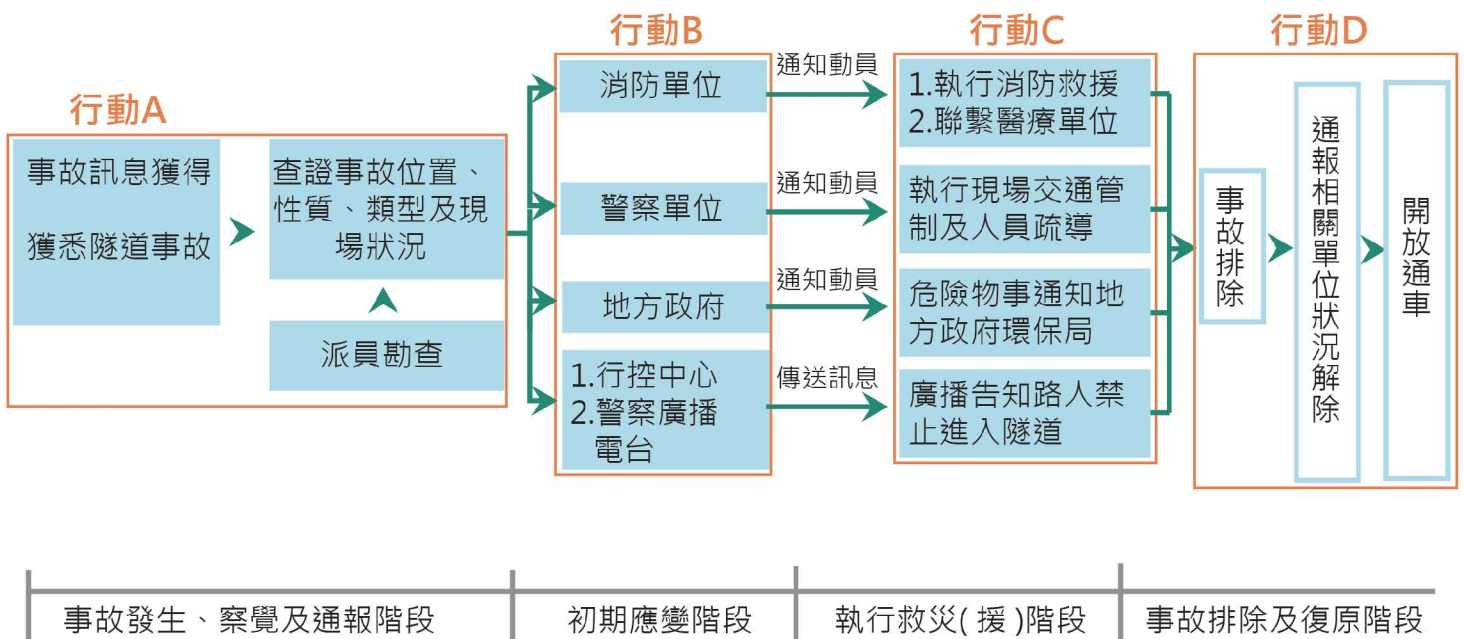 行動A
事故訊息獲得
獲悉隧道事故
查證事故位置、
性質、類型及現
場狀況
派員勘查
行動B
消防單位
警察單位
地方政府
1.行控中心
2.警察廣播
電台
通知動員
通知動員
通知動員
傳送訊息
行動C
1.執行消防救援
2.聯繫醫療單位
執行現場交通管
制及人員疏導
危險物事通知地
方政府環保局
廣播告知路人禁
止進入隧道
行動D
事故排除
通報相關單位狀況解除
開放通車
事故發生、察覺及通報階段
初期應變階段
執行救災(援)階段
事故排除及復原階段